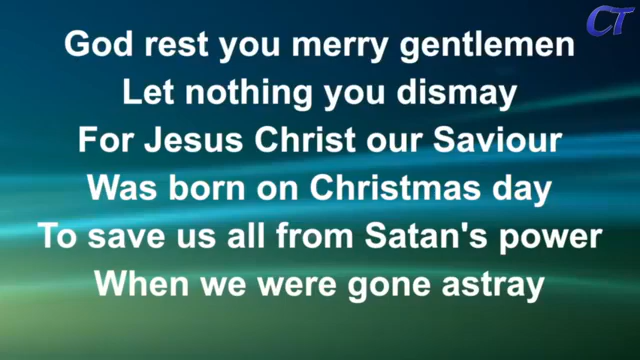 CT
God rest you merry gentlemen
Let nothing you dismay
For Jesus Christ our Saviour
Was born on Christmas day
To save us all from Satan's power
When we were gone astray